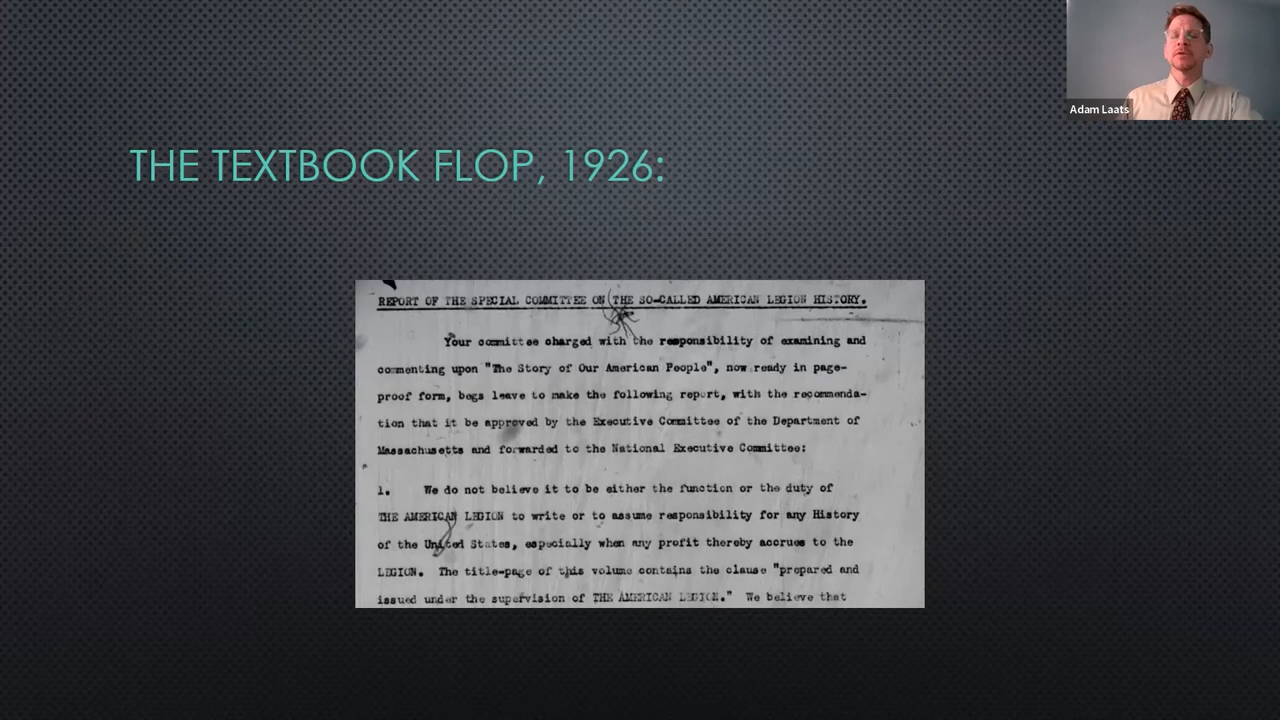 Adam Laats
THE TEXTBOOK FLOP, 1926:
REPORT OF THE SPECIAL COMMITTEE ON THE SO-CALLED AMERICAN LEGION HISTORY.
Your committee charged with the responsibility of examining and
commenting upon "The Story of Our American People", now ready in page-
proof form, begs leave to make the following report, with the recommenda-
tion that it be approved by the Executive Committee of the Department of
Massachusetts and forwarded to the National Executive Committee:
1. We do not believe it to be either the function or the duty of
THE AMERICAN LEGION to write or to assume responsibility for any History
of the United States, especially when any profit thereby accrues to the
LEGION. The title-page of this volume contains the clause "prepared and
issued under the supervision of THE AMERICAN LEGION." We believe that